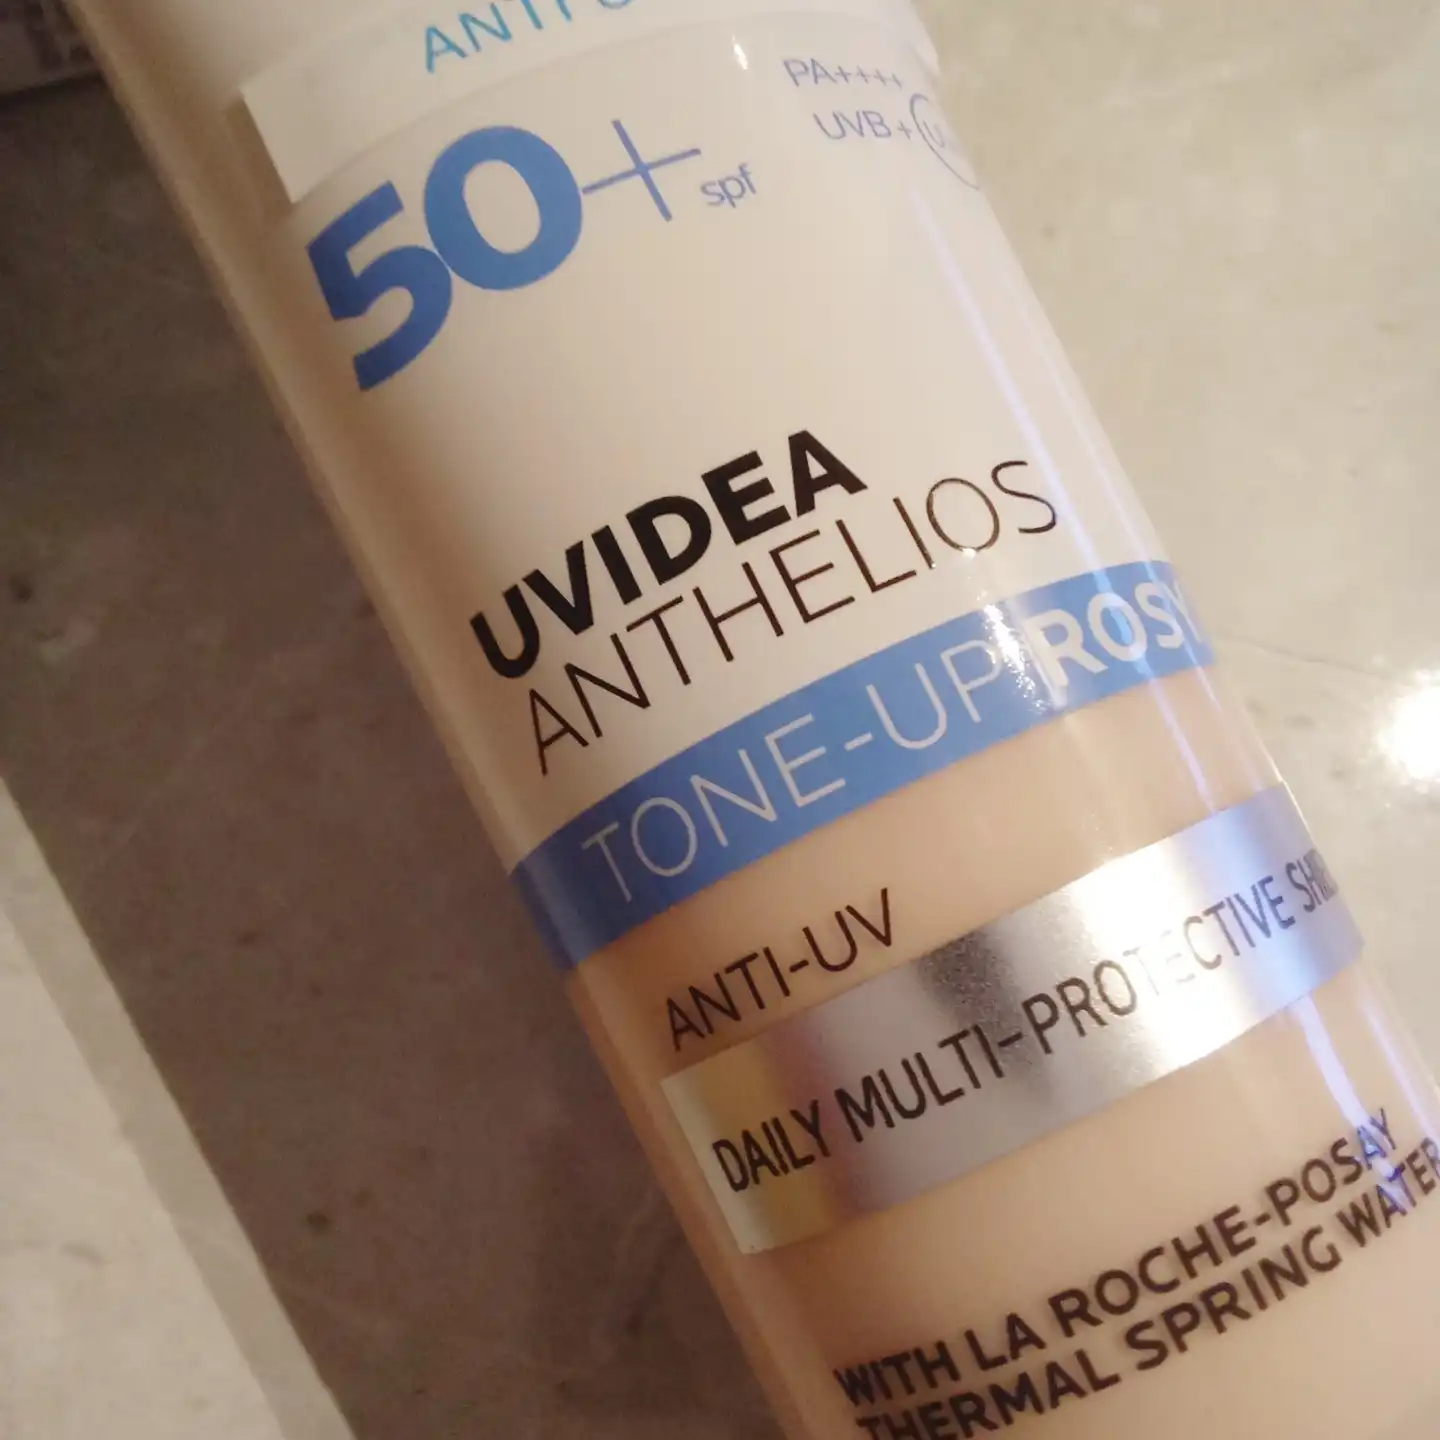 PA++++
50+ spf
UVB +
UVIDEA
ANTHELIOS
TONE-UP ROSY
ANTI-UV
DAILY MULTI-PROTECTIVE
WITH LA ROCHE-POSAY
THERMAL SPRING WATER